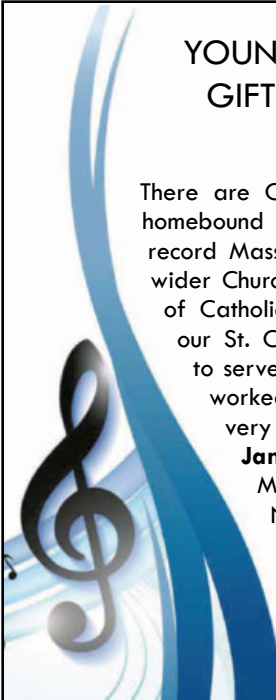 YOUN
GIFT
There are C
homebound
record Mass
wider Churc
of Catholi
our St. C
to serve
worke
very
Jan
M
N